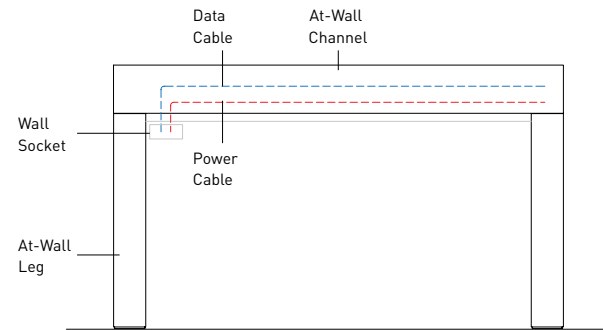 Data
Cable
At-Wall
Channel
Wall
Socket
Power
Cable
At-Wall
Leg